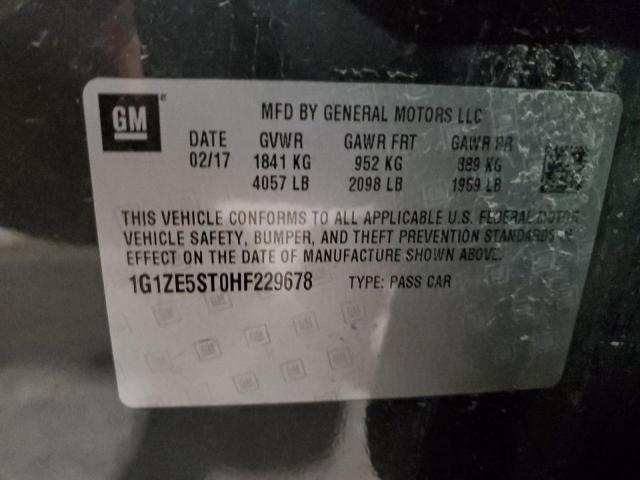 GM
MFD BY GENERAL MOTORS LLC
DATE GVWR GAWR FRT GAWR RR
02/17 1841 KG 952 KG 889 KG
4057 LB 2098 LB 1959 LB
THIS VEHICLE CONFORMS TO ALL APPLICABLE U.S. FEDERAL MOTOR
VEHICLE SAFETY, BUMPER, AND THEFT PREVENTION STANDARDS IN
EFFECT ON THE DATE OF MANUFACTURE SHOWN ABOVE.
1G1ZE5ST0HF229678 TYPE: PASS CAR